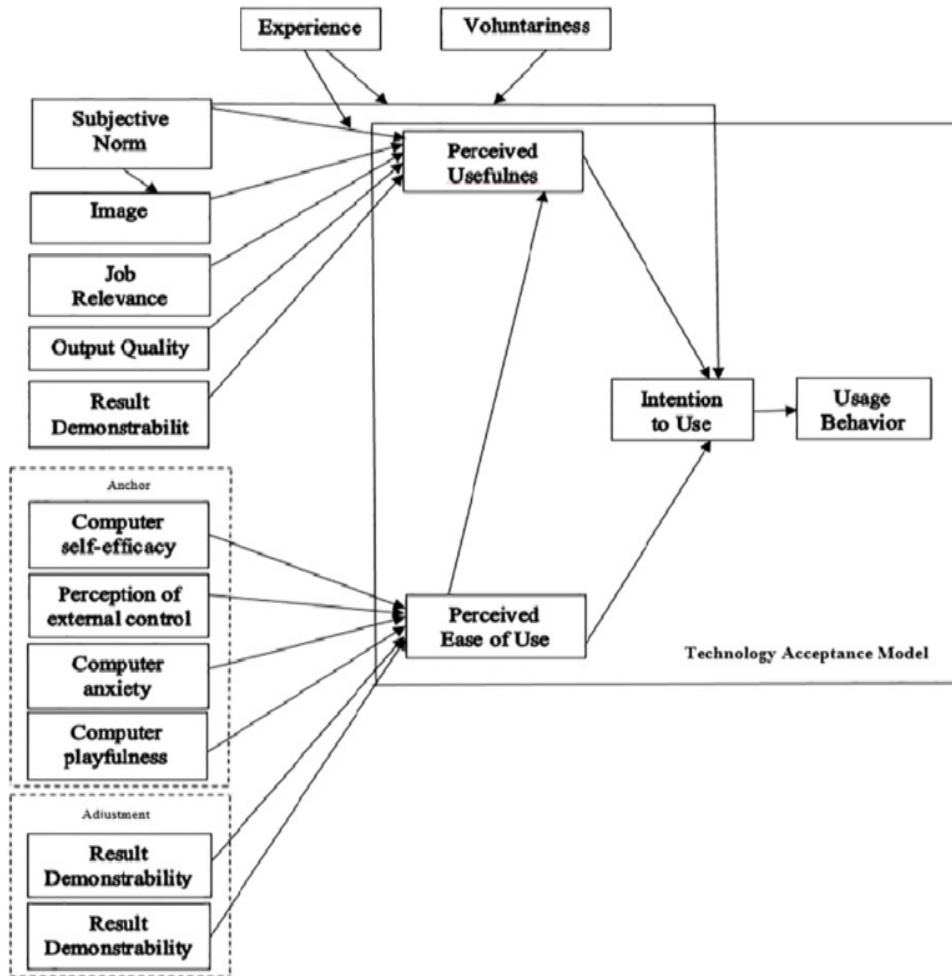 Experience
Voluntariness
Subjective
Norm
Perceived
Usefulnes
Image
Job
Relevance
Output Quality
Result
Demonstrabilit
Intention
to Use
Usage
Behavior
Anchor
Computer
self-efficacy
Perception of
external control
Computer
anxiety
Computer
playfulness
Perceived
Ease of Use
Technology Acceptance Model
Adjustment
Result
Demonstrability
Result
Demonstrability